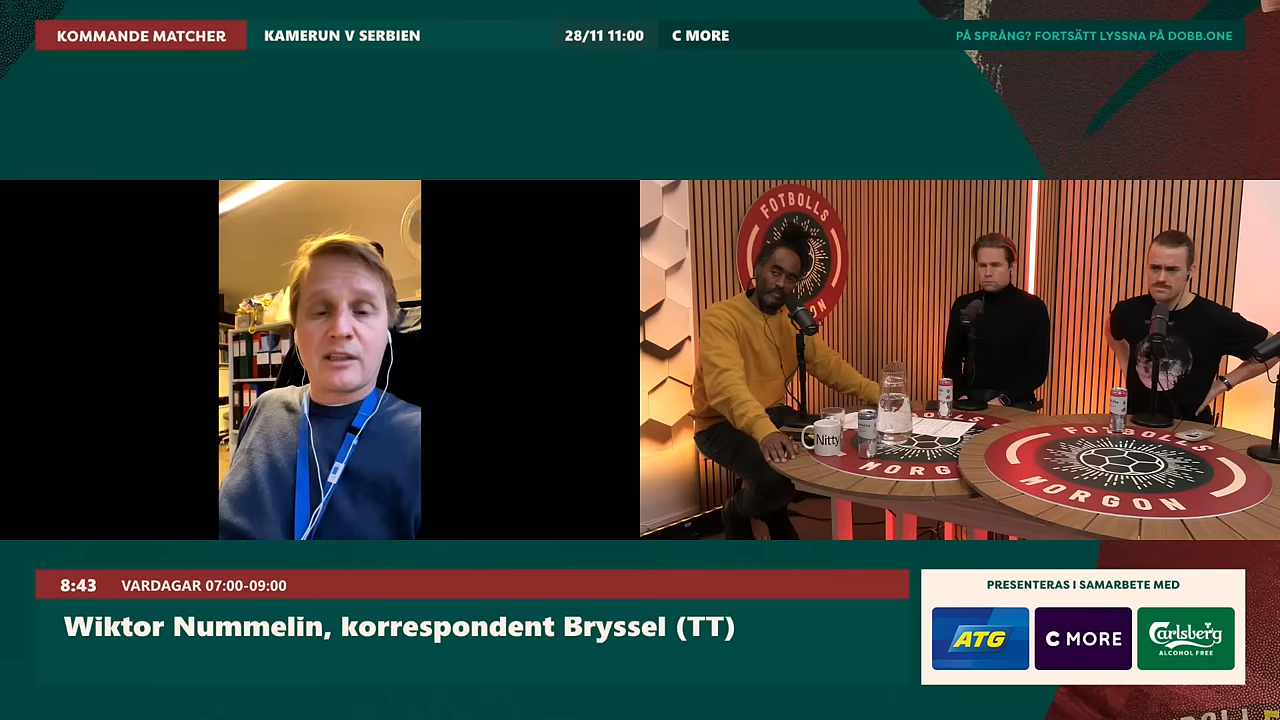 KOMMANDE MATCHER KAMERUN V SERBIEN 28/11 11:00 C MORE PÅ SPRÅNG? FORTSÄTT LYSSNA PÅ DOBB.ONE
FOTBOLLS
MORGON
Nitty
MORGON
FOTBOLLS
MORGON
8:43 VARDAGAR 07:00-09:00
Wiktor Nummelin, korrespondent Bryssel (TT)
PRESENTERAS I SAMARBETE MED
ATG
C MORE
Carlsberg
ALCOHOL FREE